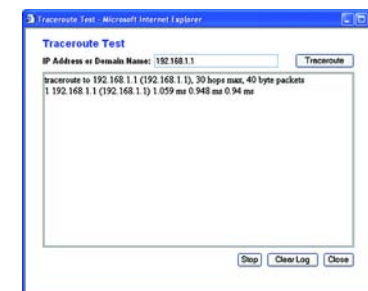 Traceroute Test - Microsoft Internet Explorer
Traceroute Test
IP Address or Domain Name: 192.168.1.1 Traceroute
traceroute to 192.168.1.1 (192.168.1.1), 30 hops max, 40 byte packets
1 192.168.1.1 (192.168.1.1) 1.059 ms 0.948 ms 0.94 ms
Stop Clear Log Close